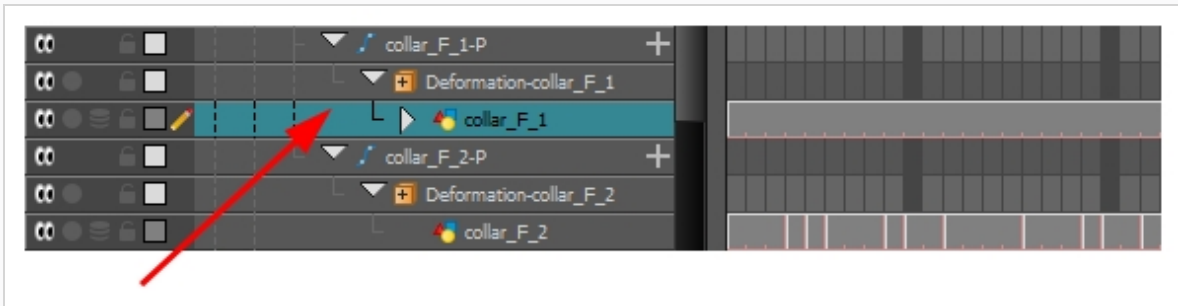 collar_F_1-P
Deformation-collar_F_1
collar_F_1
collar_F_2-P
Deformation-collar_F_2
collar_F_2